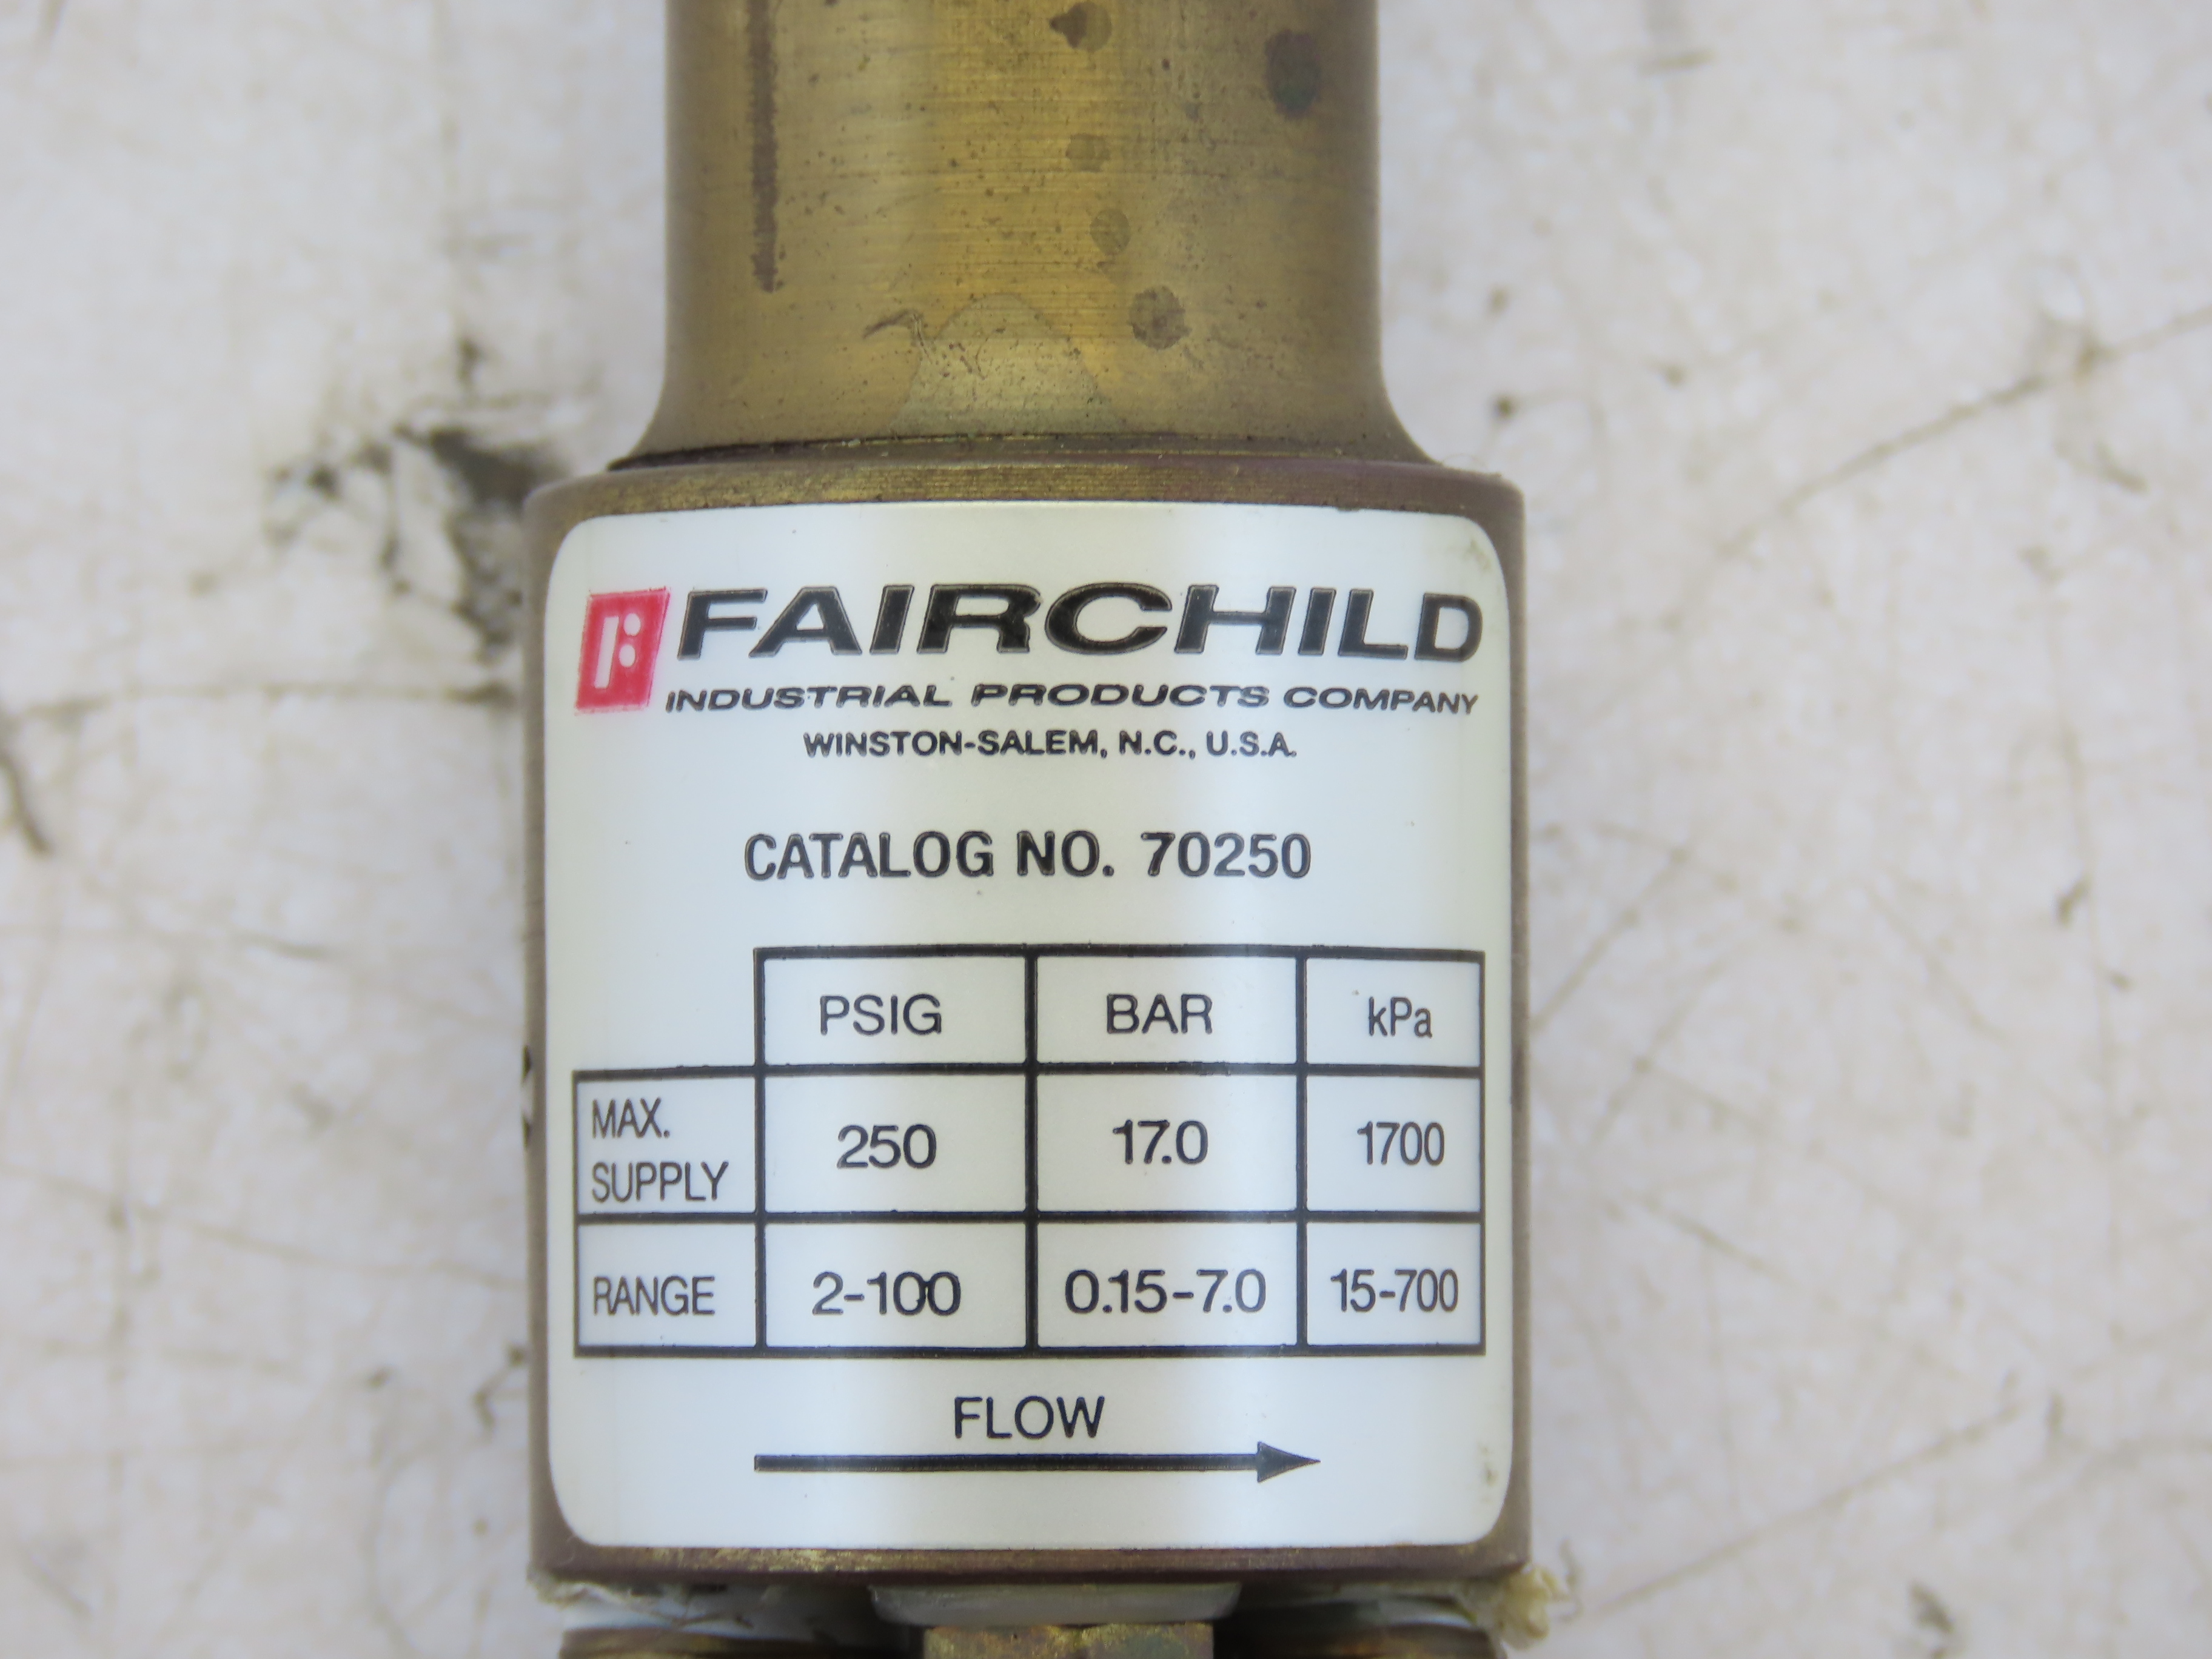 FAIRCHILD
INDUSTRIAL PRODUCTS COMPANY
WINSTON-SALEM, N.C., U.S.A.
CATALOG NO. 70250
PSIG BAR kPa
MAX. SUPPLY 250 17.0 1700
RANGE 2-100 0.15-7.0 15-700
FLOW